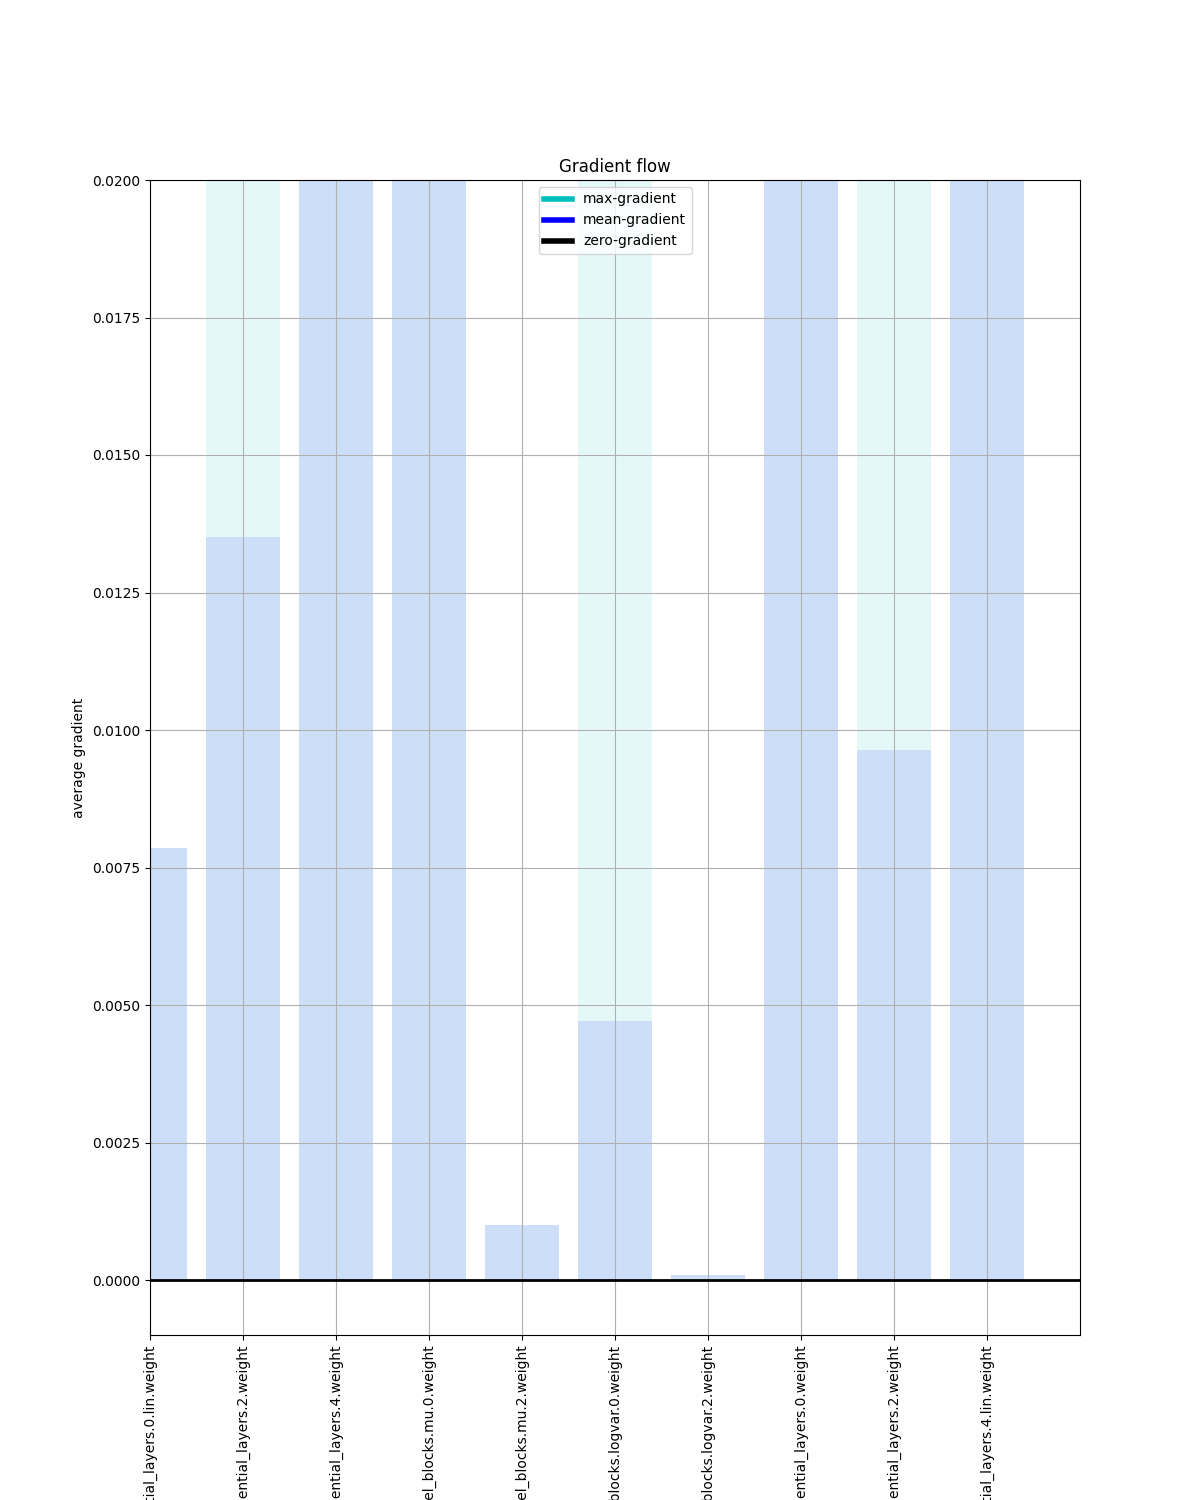 Gradient flow
max-gradient
mean-gradient
zero-gradient
0.0200
0.0175
0.0150
0.0125
0.0100
0.0075
0.0050
0.0025
0.0000
average gradient
tial_layers.0.lin.weight
ential_layers.2.weight
ential_layers.4.weight
el_blocks.mu.0.weight
el_blocks.mu.2.weight
blocks.logvar.0.weight
blocks.logvar.2.weight
ential_layers.0.weight
ential_layers.2.weight
tial_layers.4.lin.weight